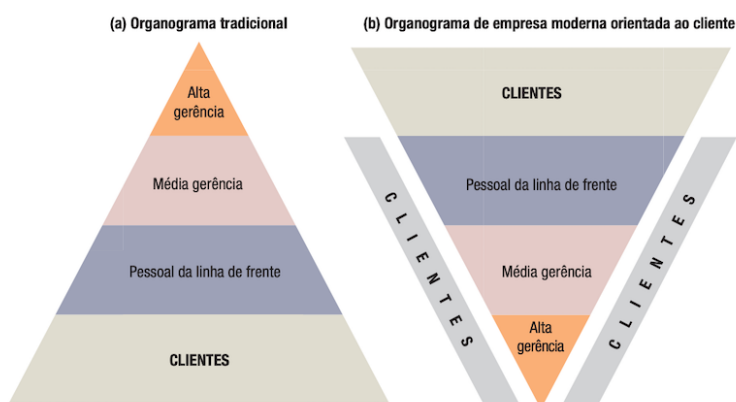 (a) Organograma tradicional
Alta
gerência
Média gerência
Pessoal da linha de frente
CLIENTES
(b) Organograma de empresa moderna orientada ao cliente
CLIENTES
Pessoal da linha de frente
Média gerência
Alta
gerência
CLIENTES
CLIENTES